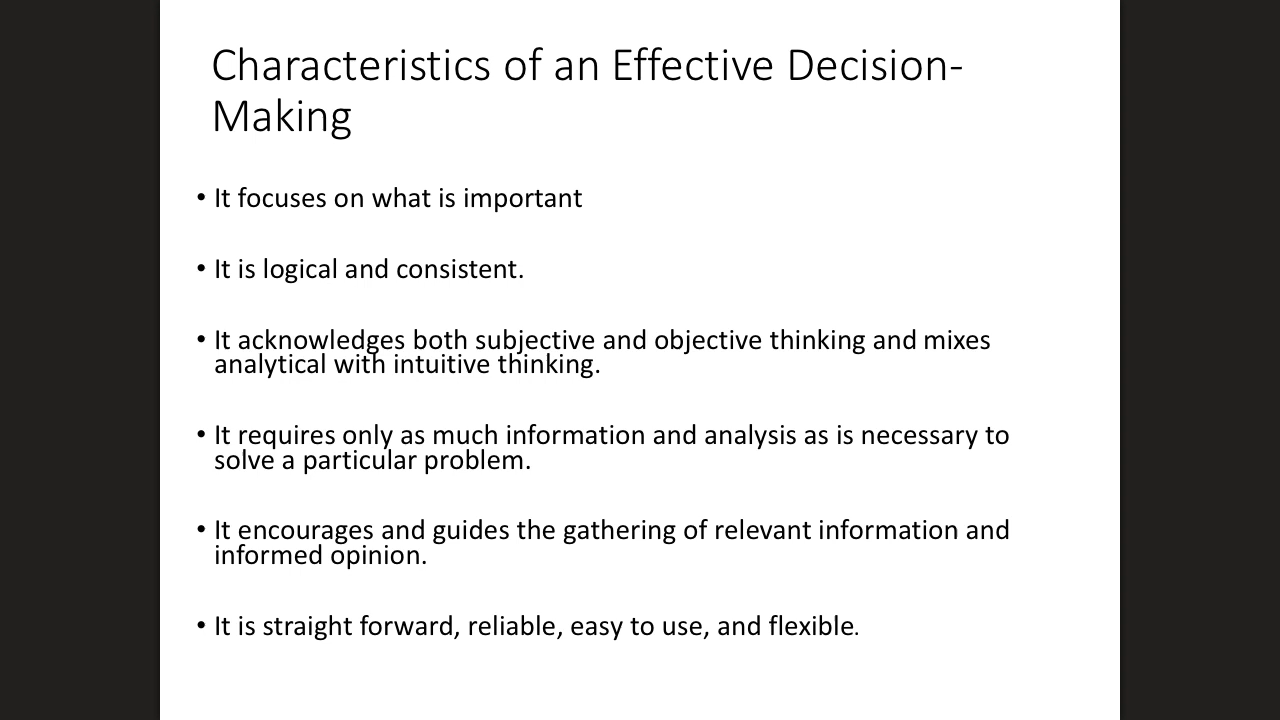 Characteristics of an Effective Decision-
Making
• It focuses on what is important
• It is logical and consistent.
• It acknowledges both subjective and objective thinking and mixes
analytical with intuitive thinking.
• It requires only as much information and analysis as is necessary to
solve a particular problem.
• It encourages and guides the gathering of relevant information and
informed opinion.
• It is straight forward, reliable, easy to use, and flexible.